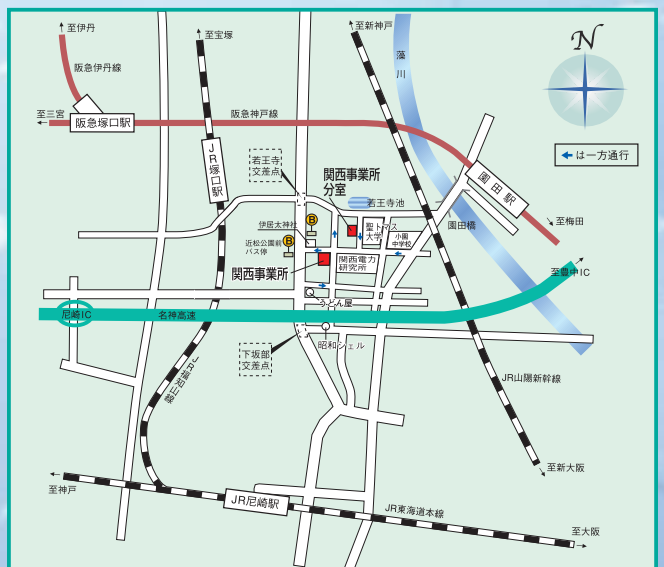 至伊丹
至宝塚
至新神戸
N
阪急伊丹線
藻川
至三宮
阪急塚口駅
阪急神戸線
は一方通行
JR塚口駅
若王寺
交差点
関西事業所
分室
園田駅
若王寺池
至梅田
伊居太神社
B
聖トマス
大学
小園
中学校
園田橋
近松公園前
バス停
B
関西事業所
関西電力
研究所
至豊中IC
うどん屋
尼崎IC
名神高速
昭和シェル
下坂部
交差点
JR福知山線
JR山陽新幹線
至新大阪
至神戸
JR尼崎駅
JR東海道本線
至大阪